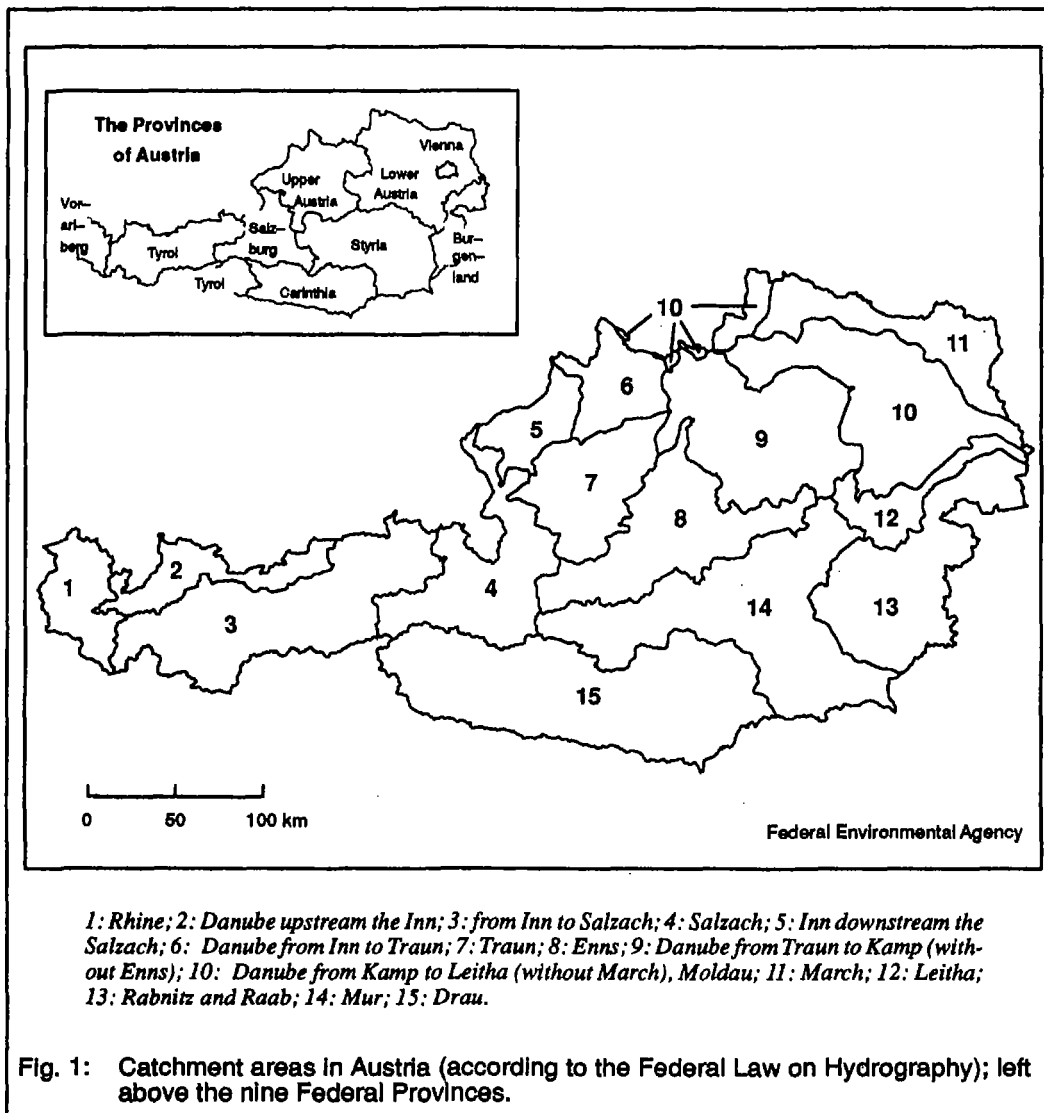 The Provinces
of Austria
Vienna
Upper
Austria
Lower
Austria
Vor-
arl-
berg
Tyrol
Salz-
burg
Styria
Bur-
gen-
land
Tyrol
Carinthia
10
11
6
10
5
9
7
8
12
2
1
4
3
14
13
15
0 50 100 km
Federal Environmental Agency
1: Rhine; 2: Danube upstream the Inn; 3: from Inn to Salzach; 4: Salzach; 5: Inn downstream the
Salzach; 6: Danube from Inn to Traun; 7: Traun; 8: Enns; 9: Danube from Traun to Kamp (with-
out Enns); 10: Danube from Kamp to Leitha (without March), Moldau; 11: March; 12: Leitha;
13: Rabnitz and Raab; 14: Mur; 15: Drau.
Fig. 1: Catchment areas in Austria (according to the Federal Law on Hydrography); left
above the nine Federal Provinces.